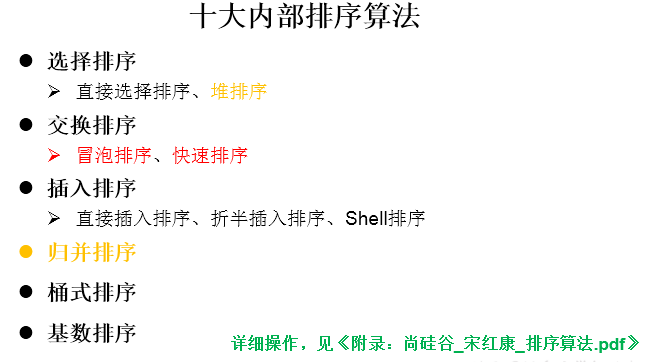 十大内部排序算法
● 选择排序
➢ 直接选择排序、堆排序
● 交换排序
➢ 冒泡排序、快速排序
● 插入排序
➢ 直接插入排序、折半插入排序、Shell排序
● 归并排序
● 桶式排序
● 基数排序
详细操作，见《附录：尚硅谷_宋红康_排序算法.pdf》